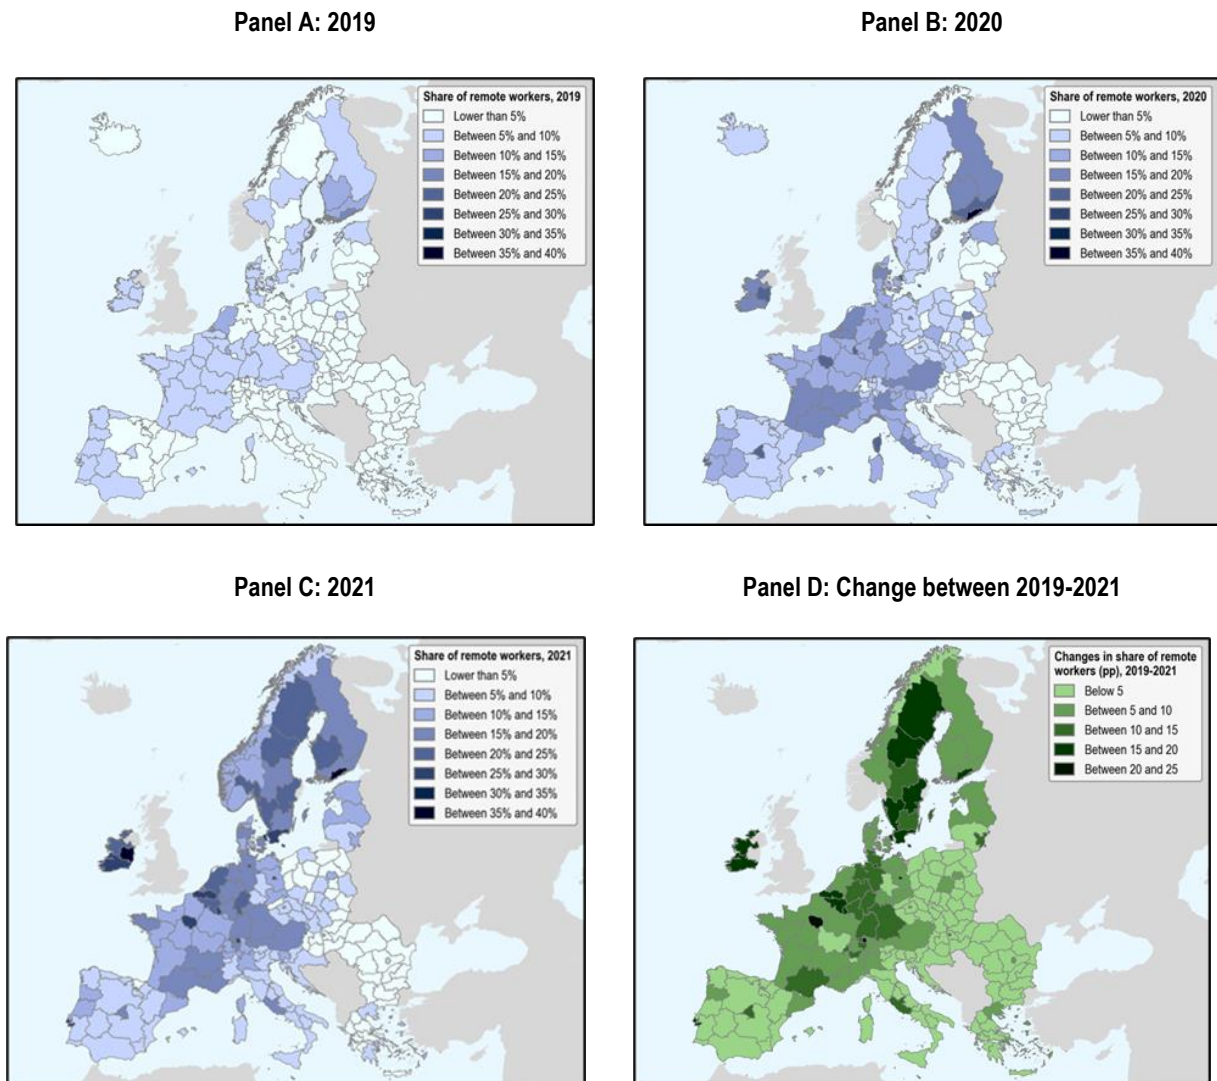 Panel A: 2019
Panel B: 2020
Share of remote workers, 2019
Lower than 5%
Between 5% and 10%
Between 10% and 15%
Between 15% and 20%
Between 20% and 25%
Between 25% and 30%
Between 30% and 35%
Between 35% and 40%
Share of remote workers, 2020
Lower than 5%
Between 5% and 10%
Between 10% and 15%
Between 15% and 20%
Between 20% and 25%
Between 25% and 30%
Between 30% and 35%
Between 35% and 40%
Panel C: 2021
Panel D: Change between 2019-2021
Share of remote workers, 2021
Lower than 5%
Between 5% and 10%
Between 10% and 15%
Between 15% and 20%
Between 20% and 25%
Between 25% and 30%
Between 30% and 35%
Between 35% and 40%
Changes in share of remote
workers (pp), 2019-2021
Below 5
Between 5 and 10
Between 10 and 15
Between 15 and 20
Between 20 and 25